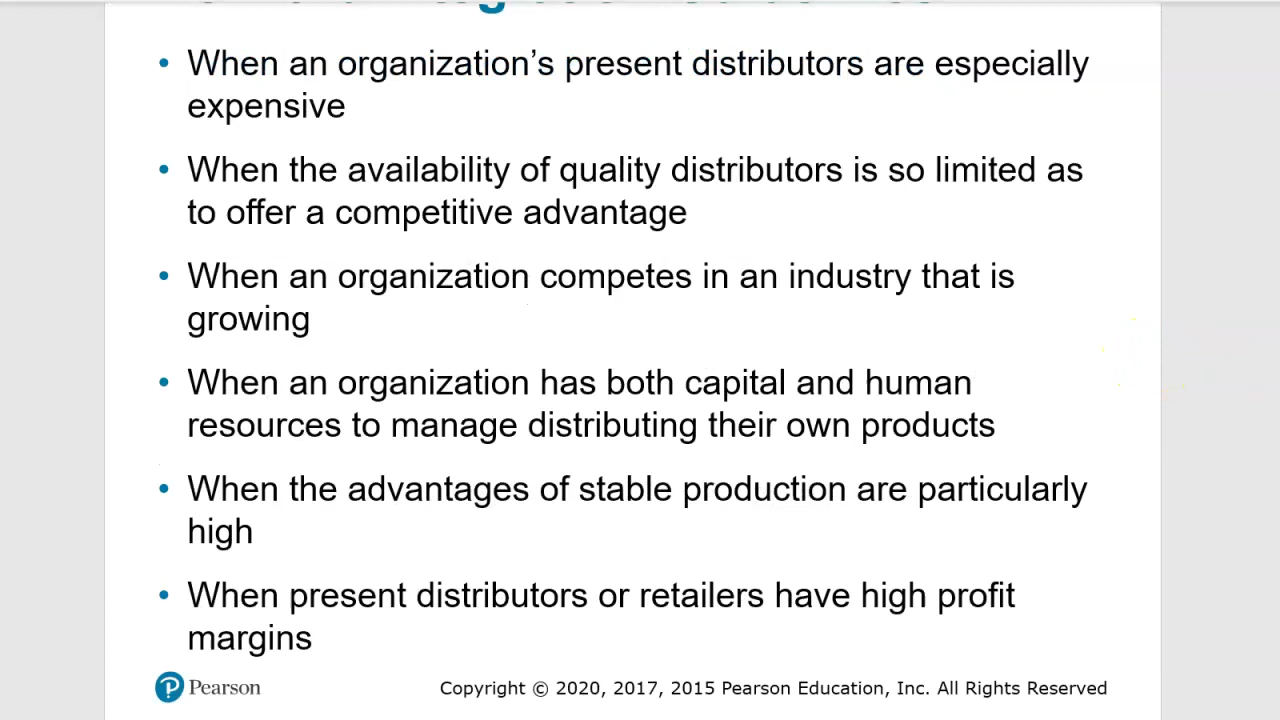 • When an organization’s present distributors are especially
expensive
• When the availability of quality distributors is so limited as
to offer a competitive advantage
• When an organization competes in an industry that is
growing
• When an organization has both capital and human
resources to manage distributing their own products
• When the advantages of stable production are particularly
high
• When present distributors or retailers have high profit
margins
Pearson
Copyright © 2020, 2017, 2015 Pearson Education, Inc. All Rights Reserved